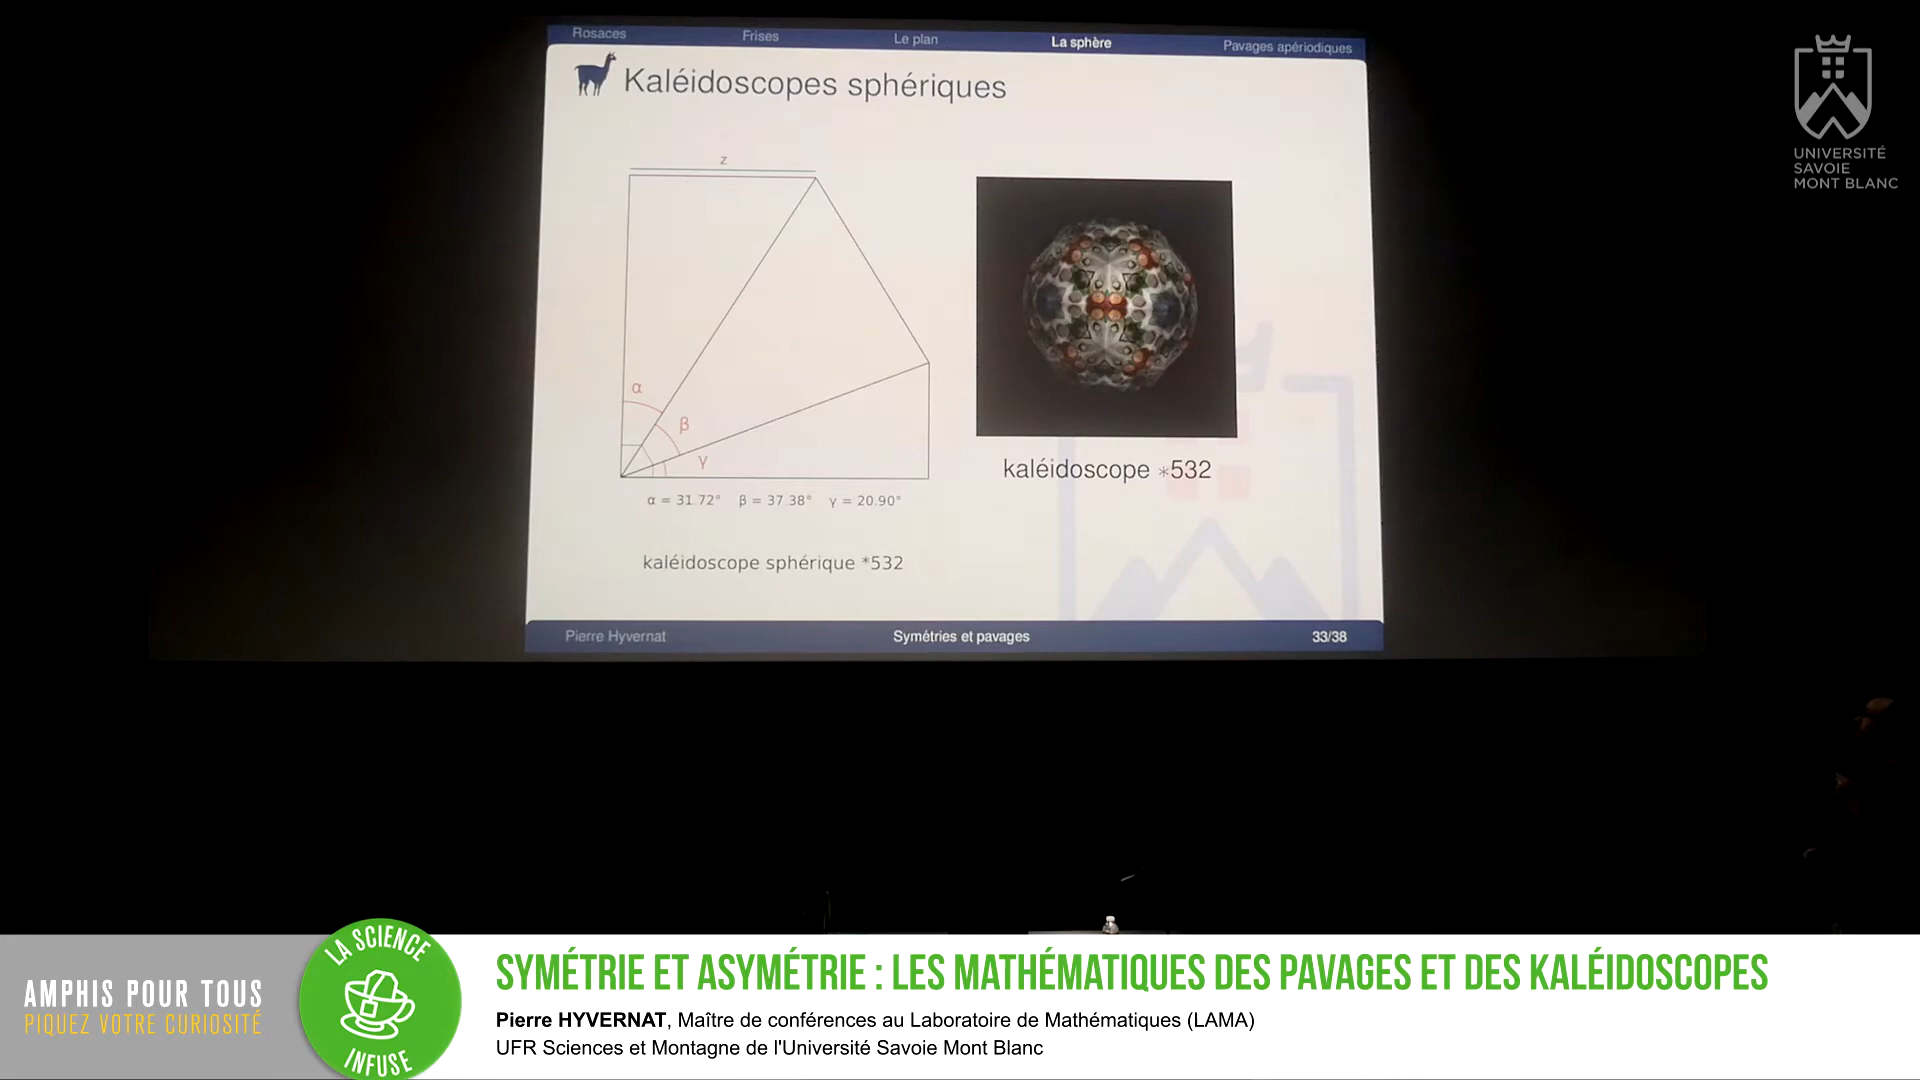 Rosaces
Frises
Le plan
La sphère
Pavages apériodiques
Kaléidoscopes sphériques
z
α
β
γ
α = 31.72° β = 37.38° γ = 20.90°
kaléidoscope sphérique *532
kaléidoscope *532
Pierre Hyvernat
Symétries et pavages
33/38
UNIVERSITÉ
SAVOIE
MONT BLANC
AMPHIS POUR TOUS
PIQUEZ VOTRE CURIOSITÉ
LA SCIENCE
INFUSE
SYMÉTRIE ET ASYMÉTRIE : LES MATHÉMATIQUES DES PAVAGES ET DES KALÉIDOSCOPES
Pierre HYVERNAT, Maître de conférences au Laboratoire de Mathématiques (LAMA)
UFR Sciences et Montagne de l'Université Savoie Mont Blanc